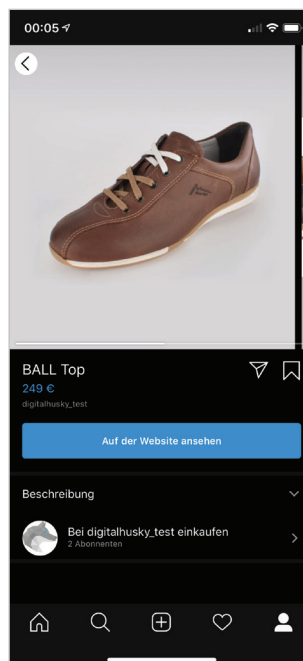 00:05
BALL Top
249 €
digitalhusky_test
Auf der Website ansehen
Beschreibung
Bei digitalhusky_test einkaufen
2 Abonnenten